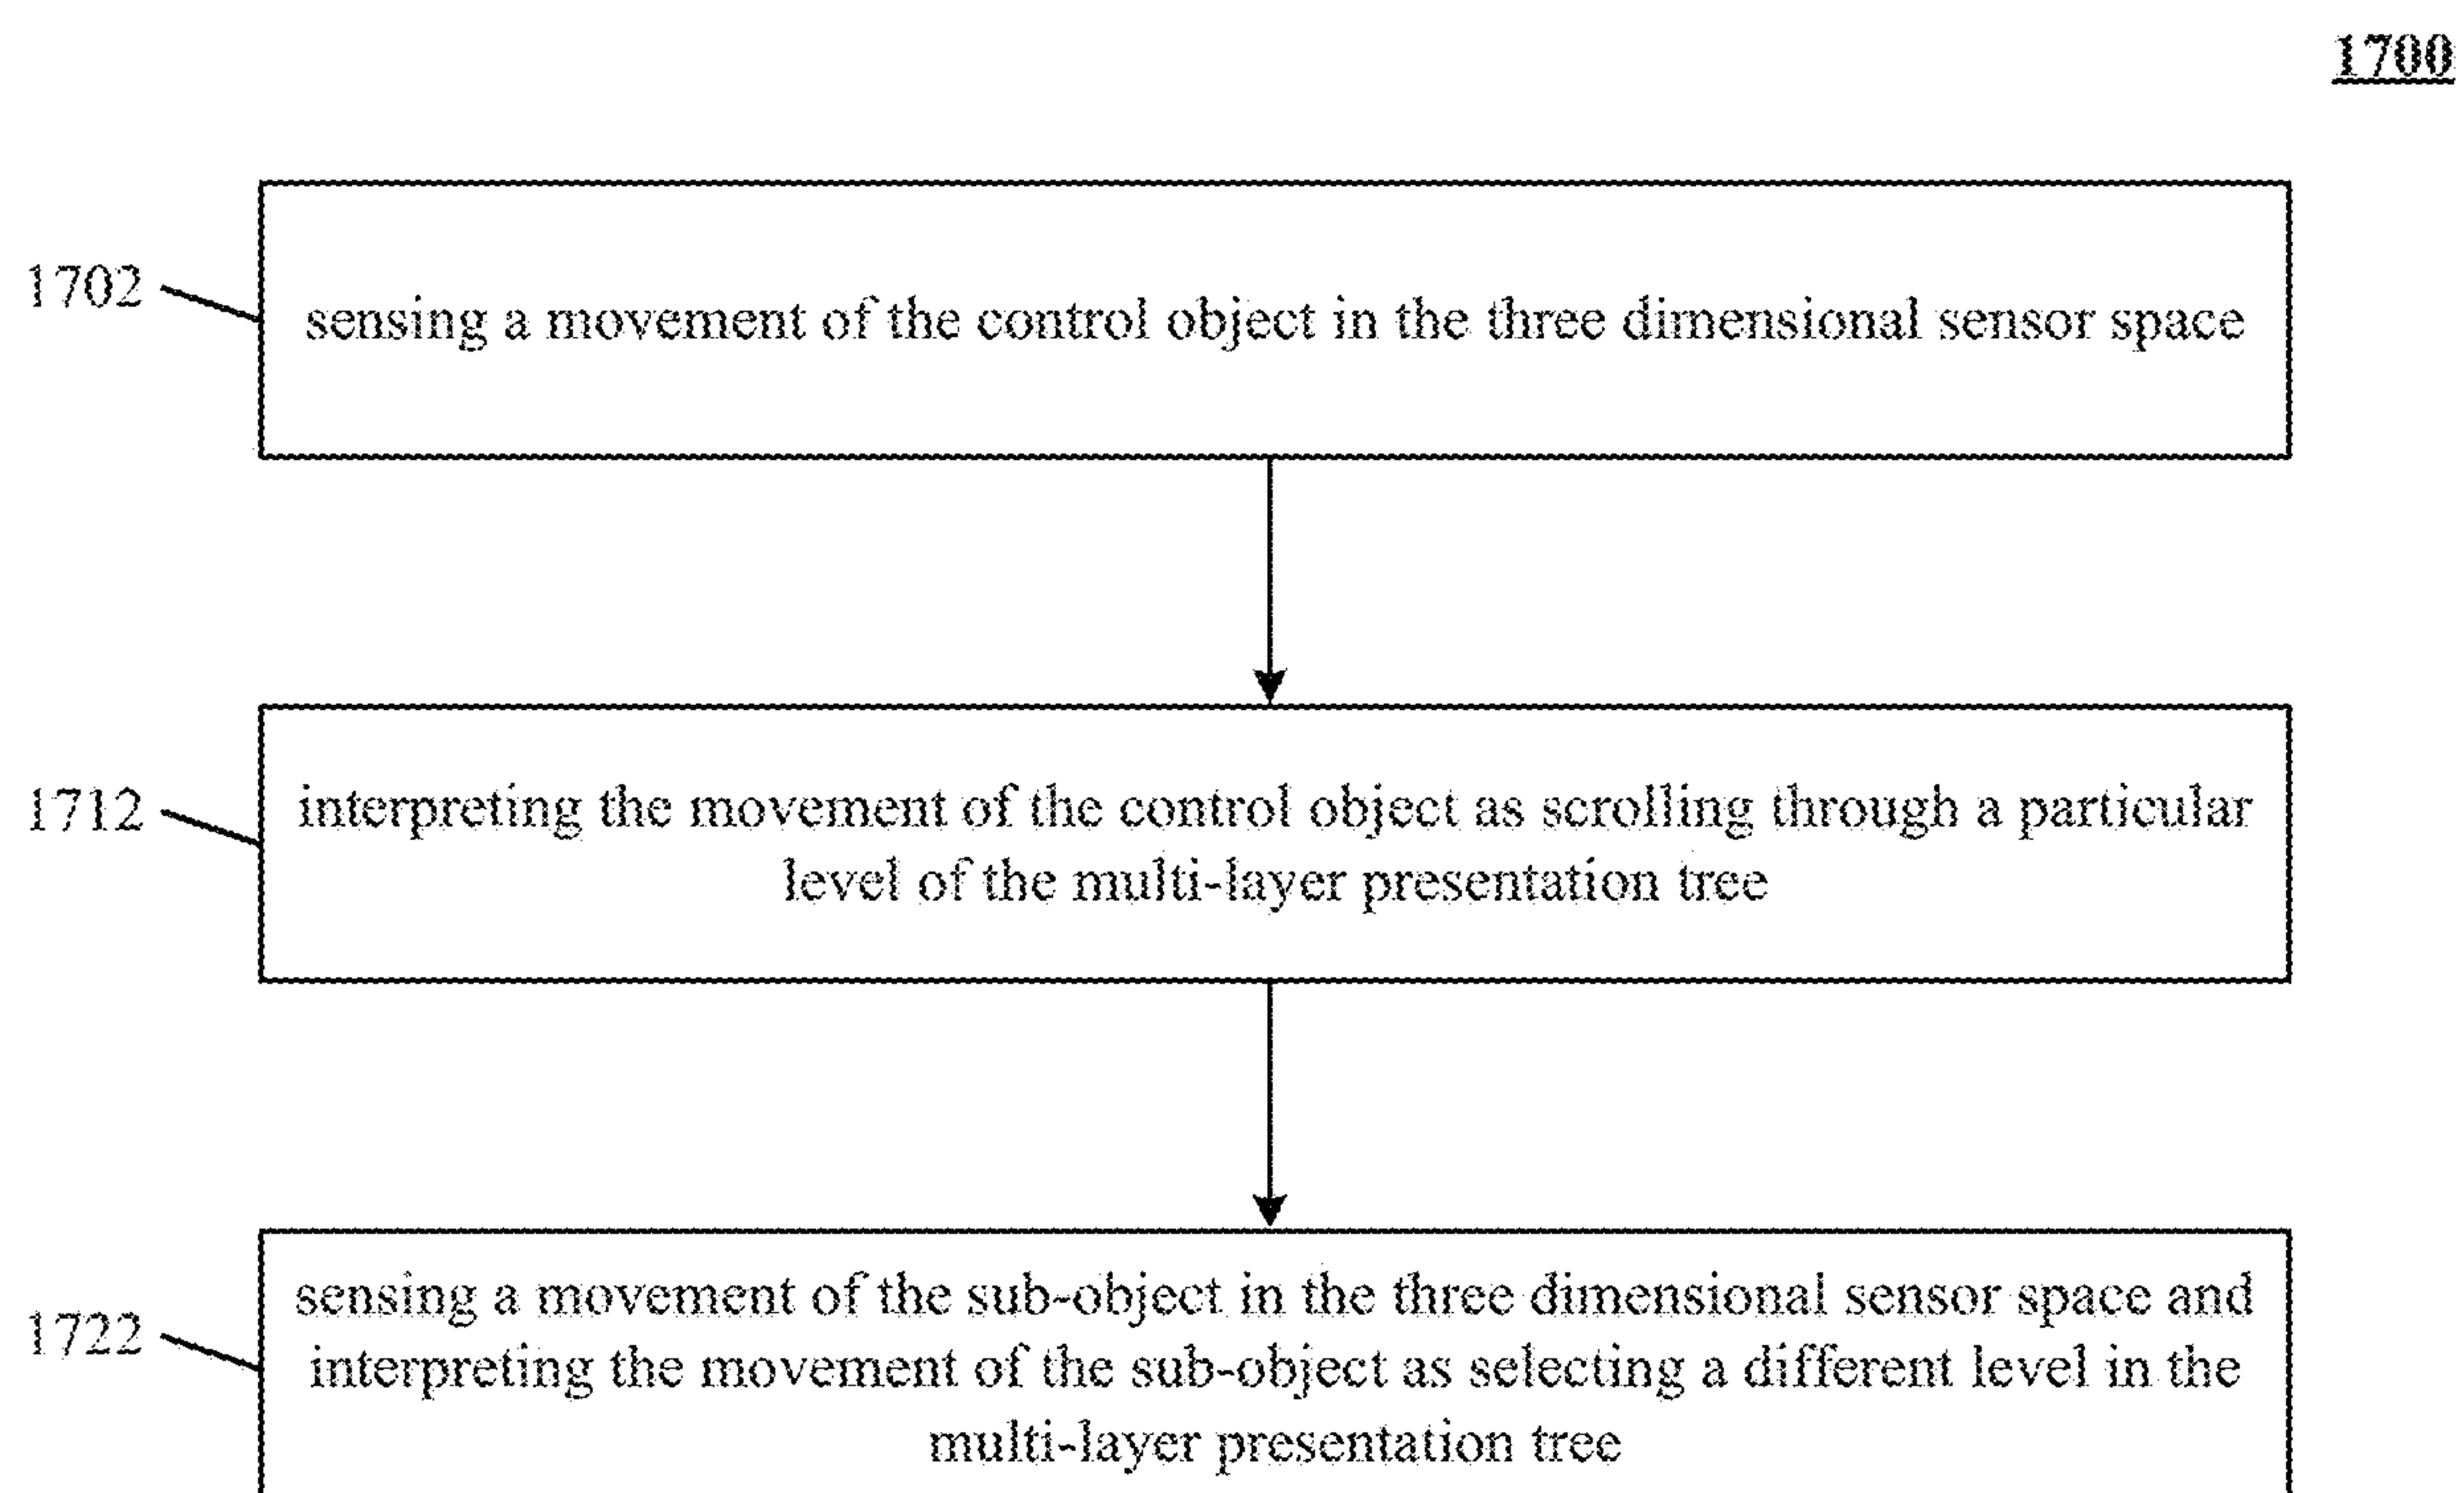 1700
1702
sensing a movement of the control object in the three dimensional sensor space
1712
interpreting the movement of the control object as scrolling through a particular
level of the multi-layer presentation tree
1722
sensing a movement of the sub-object in the three dimensional sensor space and
interpreting the movement of the sub-object as selecting a different level in the
multi-layer presentation tree